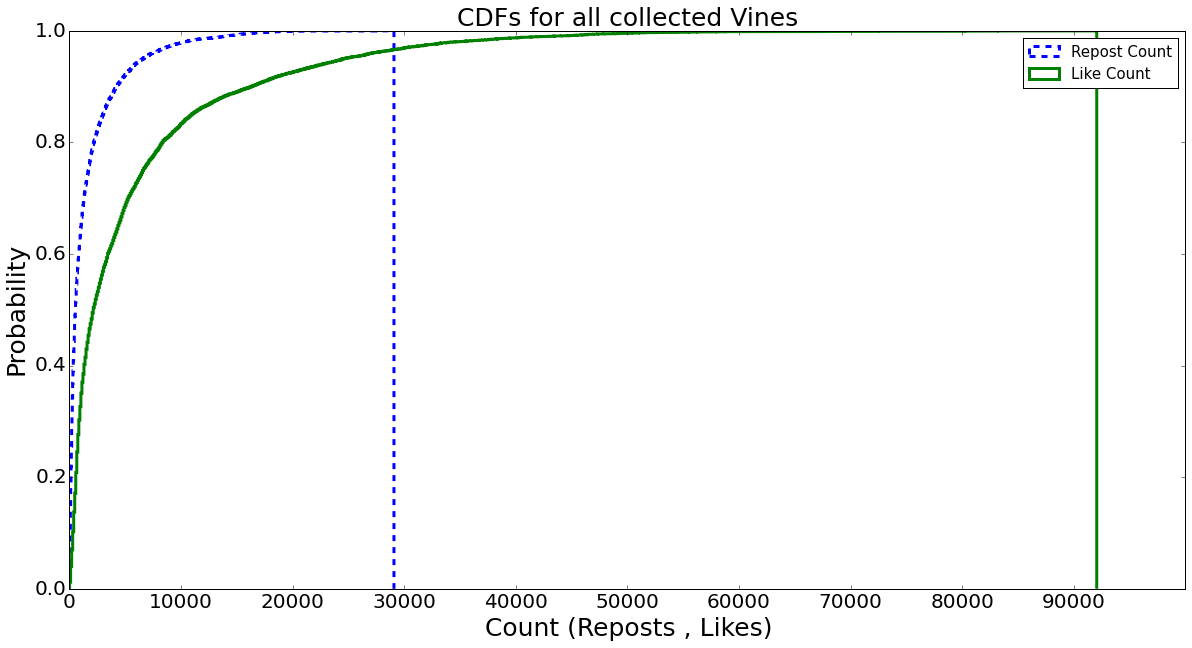 CDFs for all collected Vines
Repost Count
Like Count
Probability
1.0
0.8
0.6
0.4
0.2
0.0
0 10000 20000 30000 40000 50000 60000 70000 80000 90000
Count (Reposts , Likes)